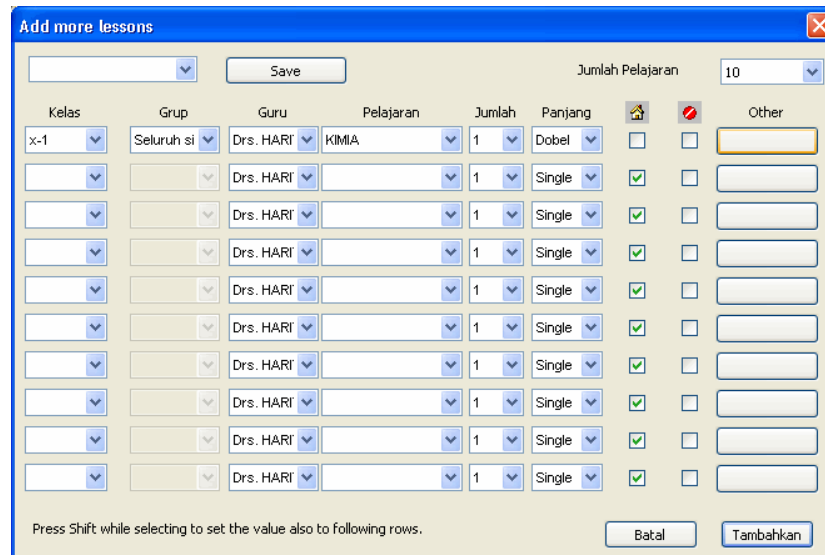 Add more lessons
Save Jumlah Pelajaran 10
Kelas Grup Guru Pelajaran Jumlah Panjang Other
x-1 Seluruh si Drs. HARI KIMIA 1 Dobel
Drs. HARI 1 Single
Drs. HARI 1 Single
Drs. HARI 1 Single
Drs. HARI 1 Single
Drs. HARI 1 Single
Drs. HARI 1 Single
Drs. HARI 1 Single
Drs. HARI 1 Single
Drs. HARI 1 Single
Press Shift while selecting to set the value also to following rows. Batal Tambahkan